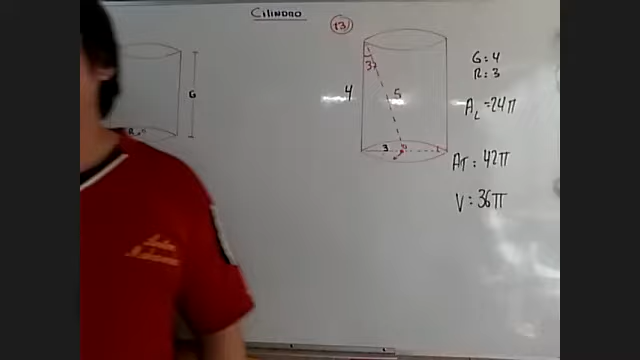 CILINDRO
13
G
R
37
4
5
3
G: 4
R: 3
AL = 24π
AT: 42π
V: 36π